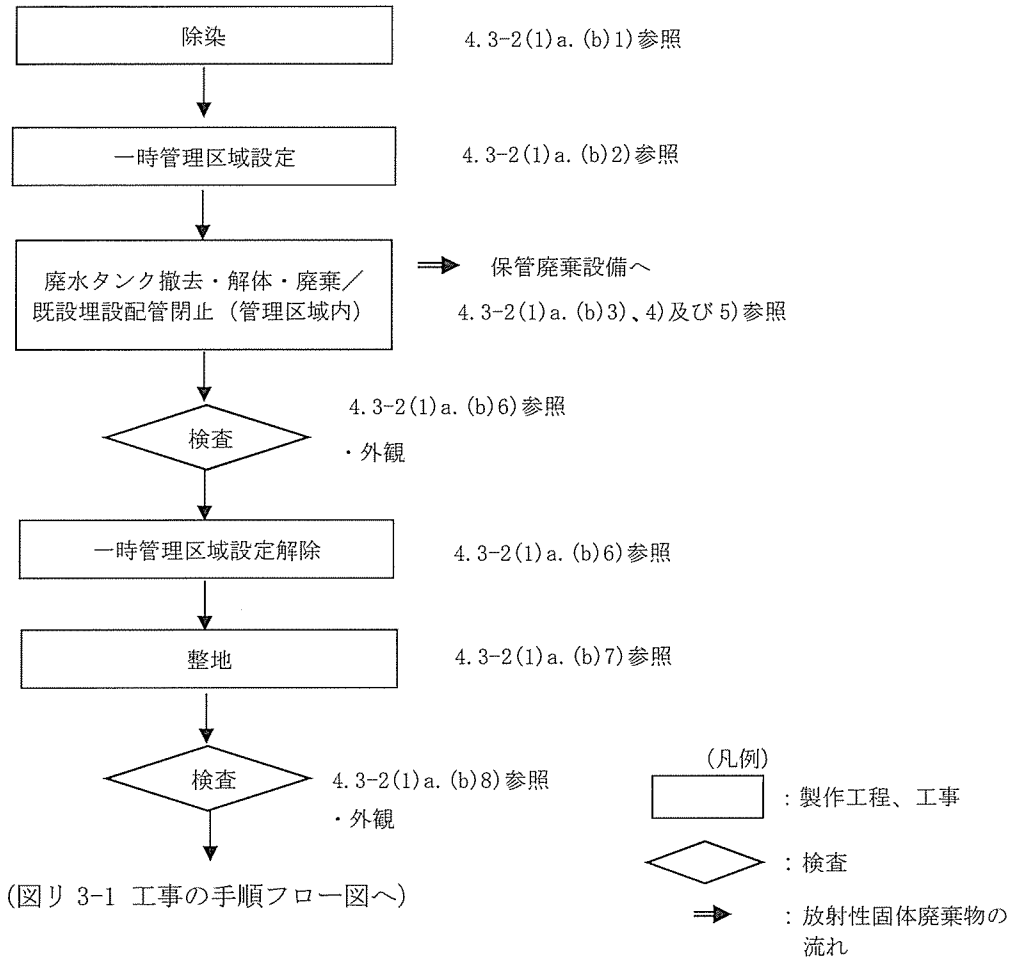 除染
4.3-2(1)a.(b)1)参照
一時管理区域設定
4.3-2(1)a.(b)2)参照
廃水タンク撤去・解体・廃棄／
既設埋設配管閉止（管理区域内）
保管廃棄設備へ
4.3-2(1)a.(b)3)、4)及び5)参照
検査
4.3-2(1)a.(b)6)参照
・外観
一時管理区域設定解除
4.3-2(1)a.(b)6)参照
整地
4.3-2(1)a.(b)7)参照
検査
4.3-2(1)a.(b)8)参照
・外観
(図リ 3-1 工事の手順フロー図へ)
(凡例)
：製作工程、工事
：検査
：放射性固体廃棄物の
流れ